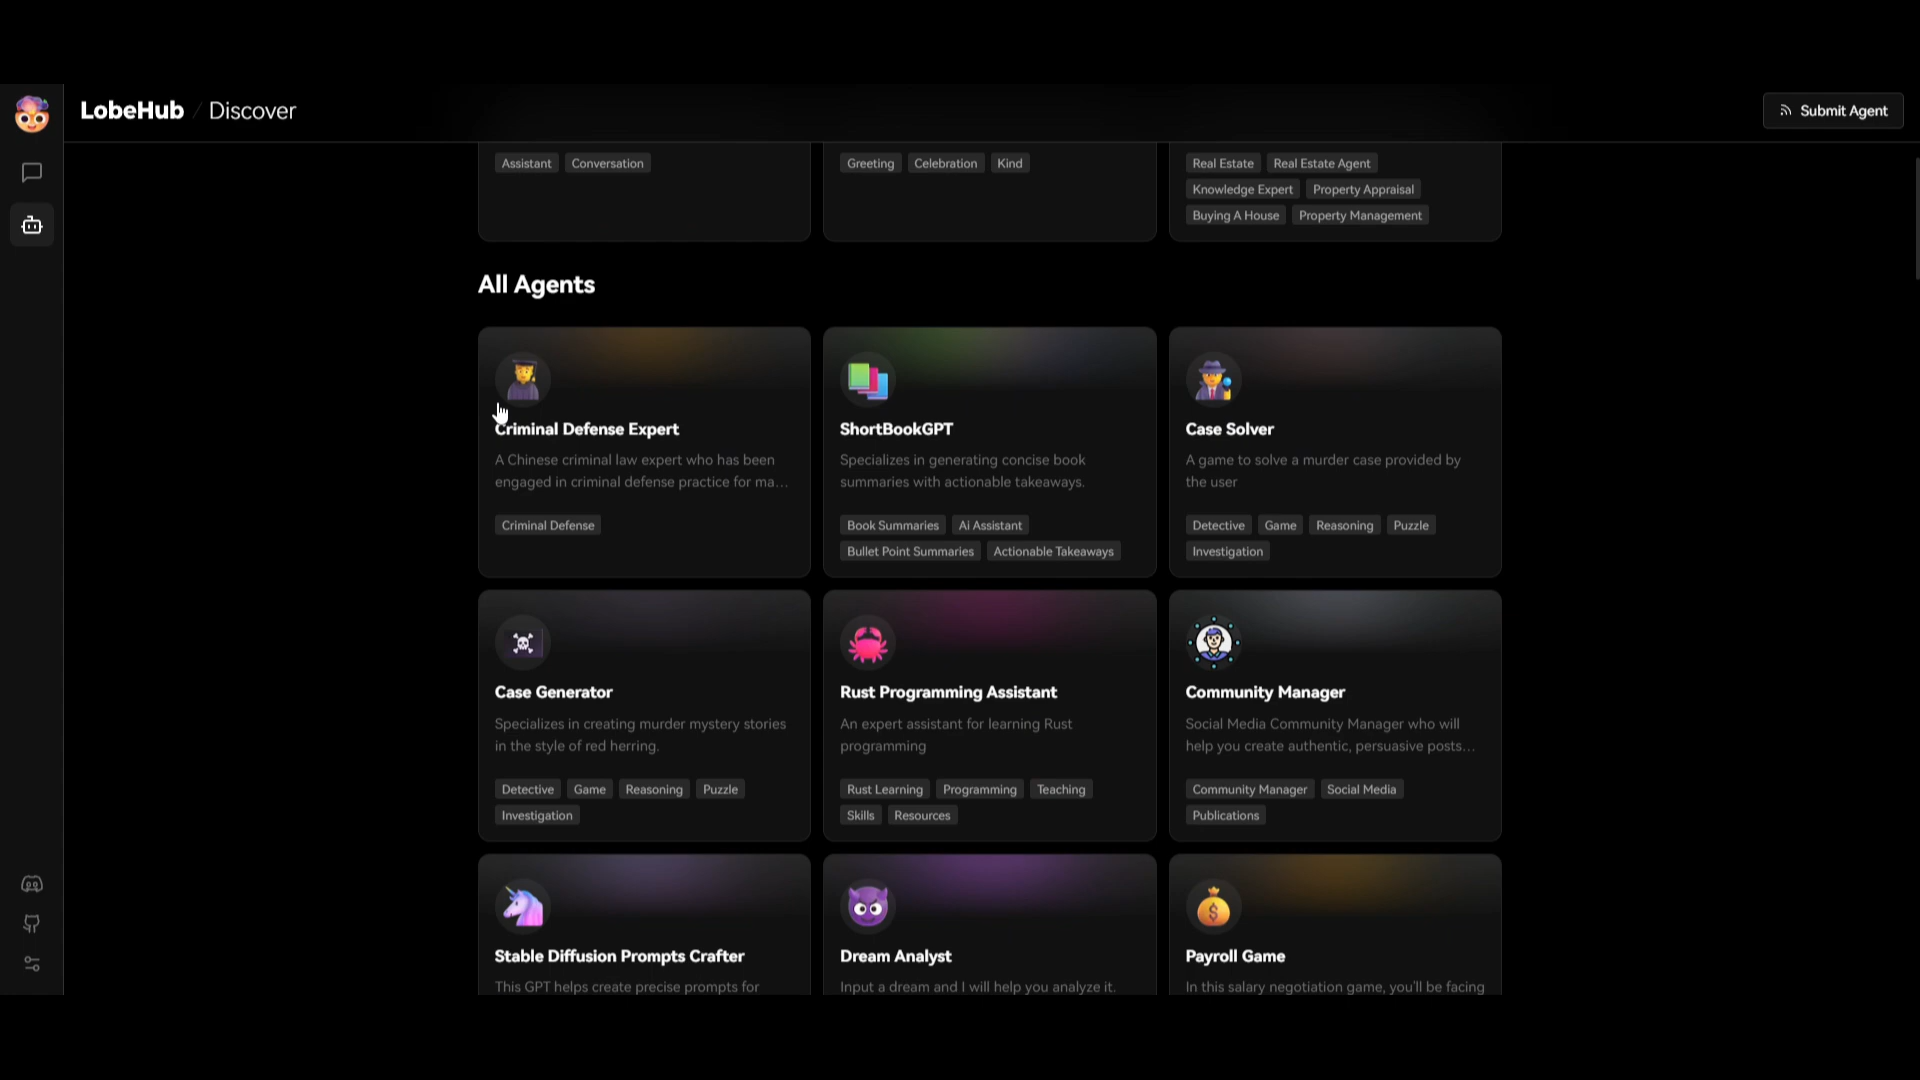 LobeHub / Discover
Submit Agent
Assistant Conversation
Greeting Celebration Kind
Real Estate Real Estate Agent
Knowledge Expert Property Appraisal
Buying A House Property Management
All Agents
Criminal Defense Expert
A Chinese criminal law expert who has been
engaged in criminal defense practice for ma...
Criminal Defense
ShortBookGPT
Specializes in generating concise book
summaries with actionable takeaways.
Book Summaries Ai Assistant
Bullet Point Summaries Actionable Takeaways
Case Solver
A game to solve a murder case provided by
the user
Detective Game Reasoning Puzzle
Investigation
Case Generator
Specializes in creating murder mystery stories
in the style of red herring.
Detective Game Reasoning Puzzle
Investigation
Rust Programming Assistant
An expert assistant for learning Rust
programming
Rust Learning Programming Teaching
Skills Resources
Community Manager
Social Media Community Manager who will
help you create authentic, persuasive posts...
Community Manager Social Media
Publications
Stable Diffusion Prompts Crafter
This GPT helps create precise prompts for
Dream Analyst
Input a dream and I will help you analyze it.
Payroll Game
In this salary negotiation game, you'll be facing